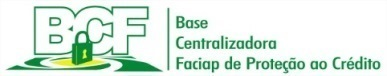 BCF
Base
Centralizadora
Faciap de Proteção ao Crédito